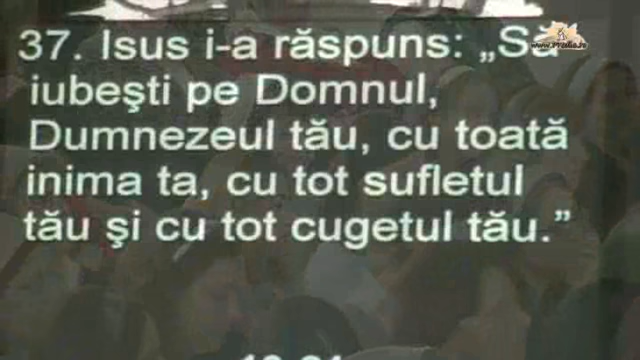 37. Isus i-a răspuns: „Să
iubeşti pe Domnul,
Dumnezeul tău, cu toată
inima ta, cu tot sufletul
tău şi cu tot cugetul tău.”